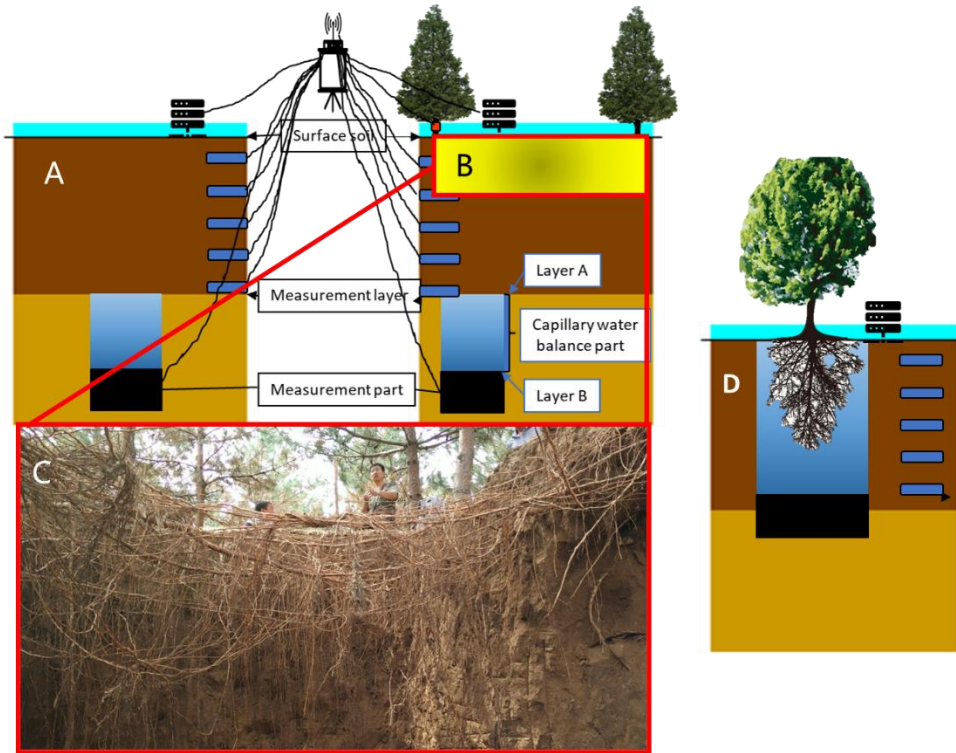 Surface soil
A
B
Layer A
Measurement layer
Capillary water
balance part
Measurement part
Layer B
D
C